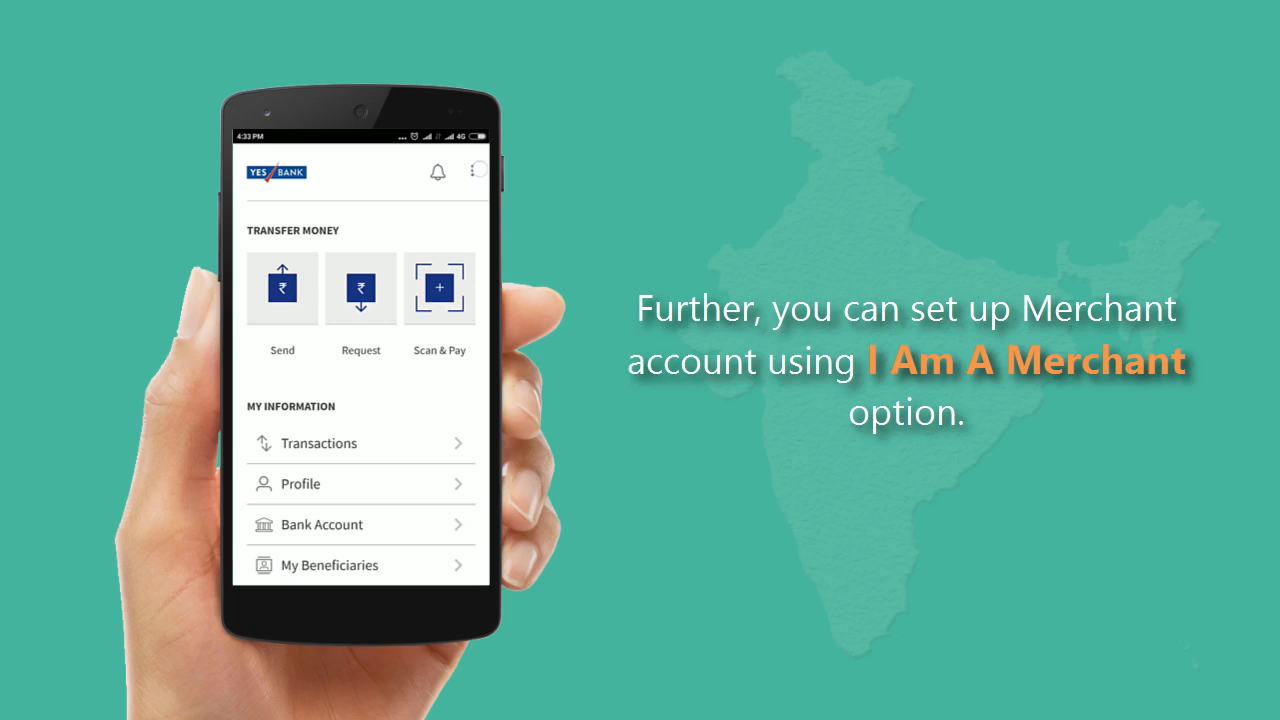 4:33 PM
4G
YES BANK
TRANSFER MONEY
Send
Request
Scan & Pay
MY INFORMATION
Transactions
Profile
Bank Account
My Beneficiaries
Further, you can set up Merchant
account using I Am A Merchant
option.